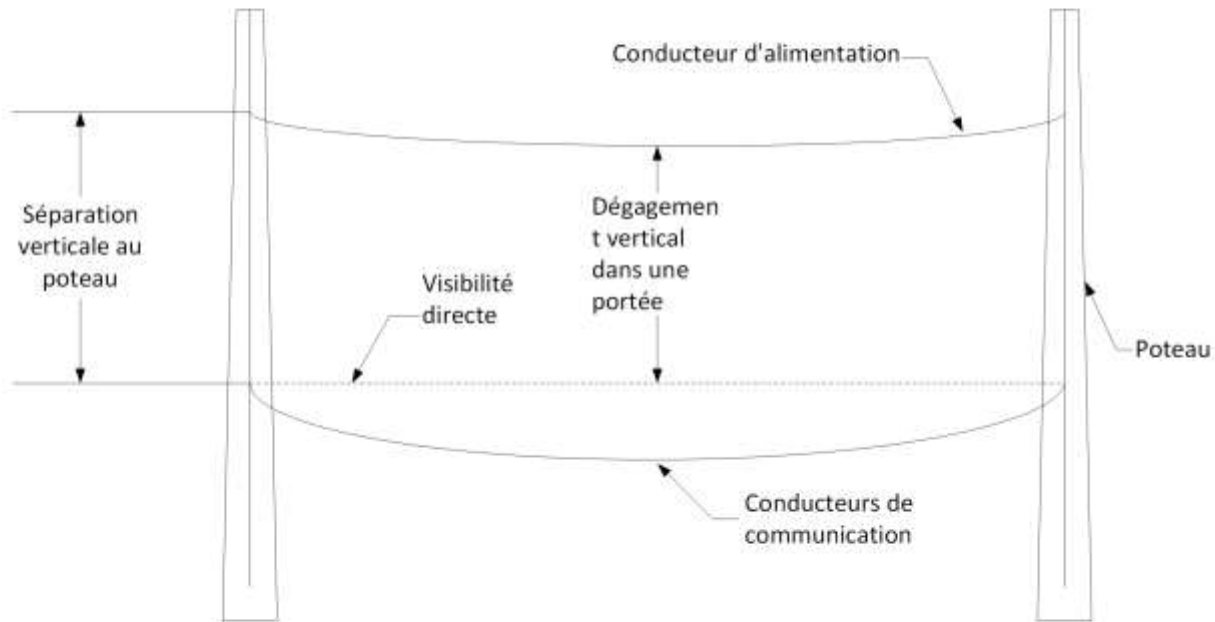 Conducteur d'alimentation
Séparation
verticale au
poteau
Dégagemen
t vertical
dans une
portée
Visibilité
directe
Poteau
Conducteurs de
communication